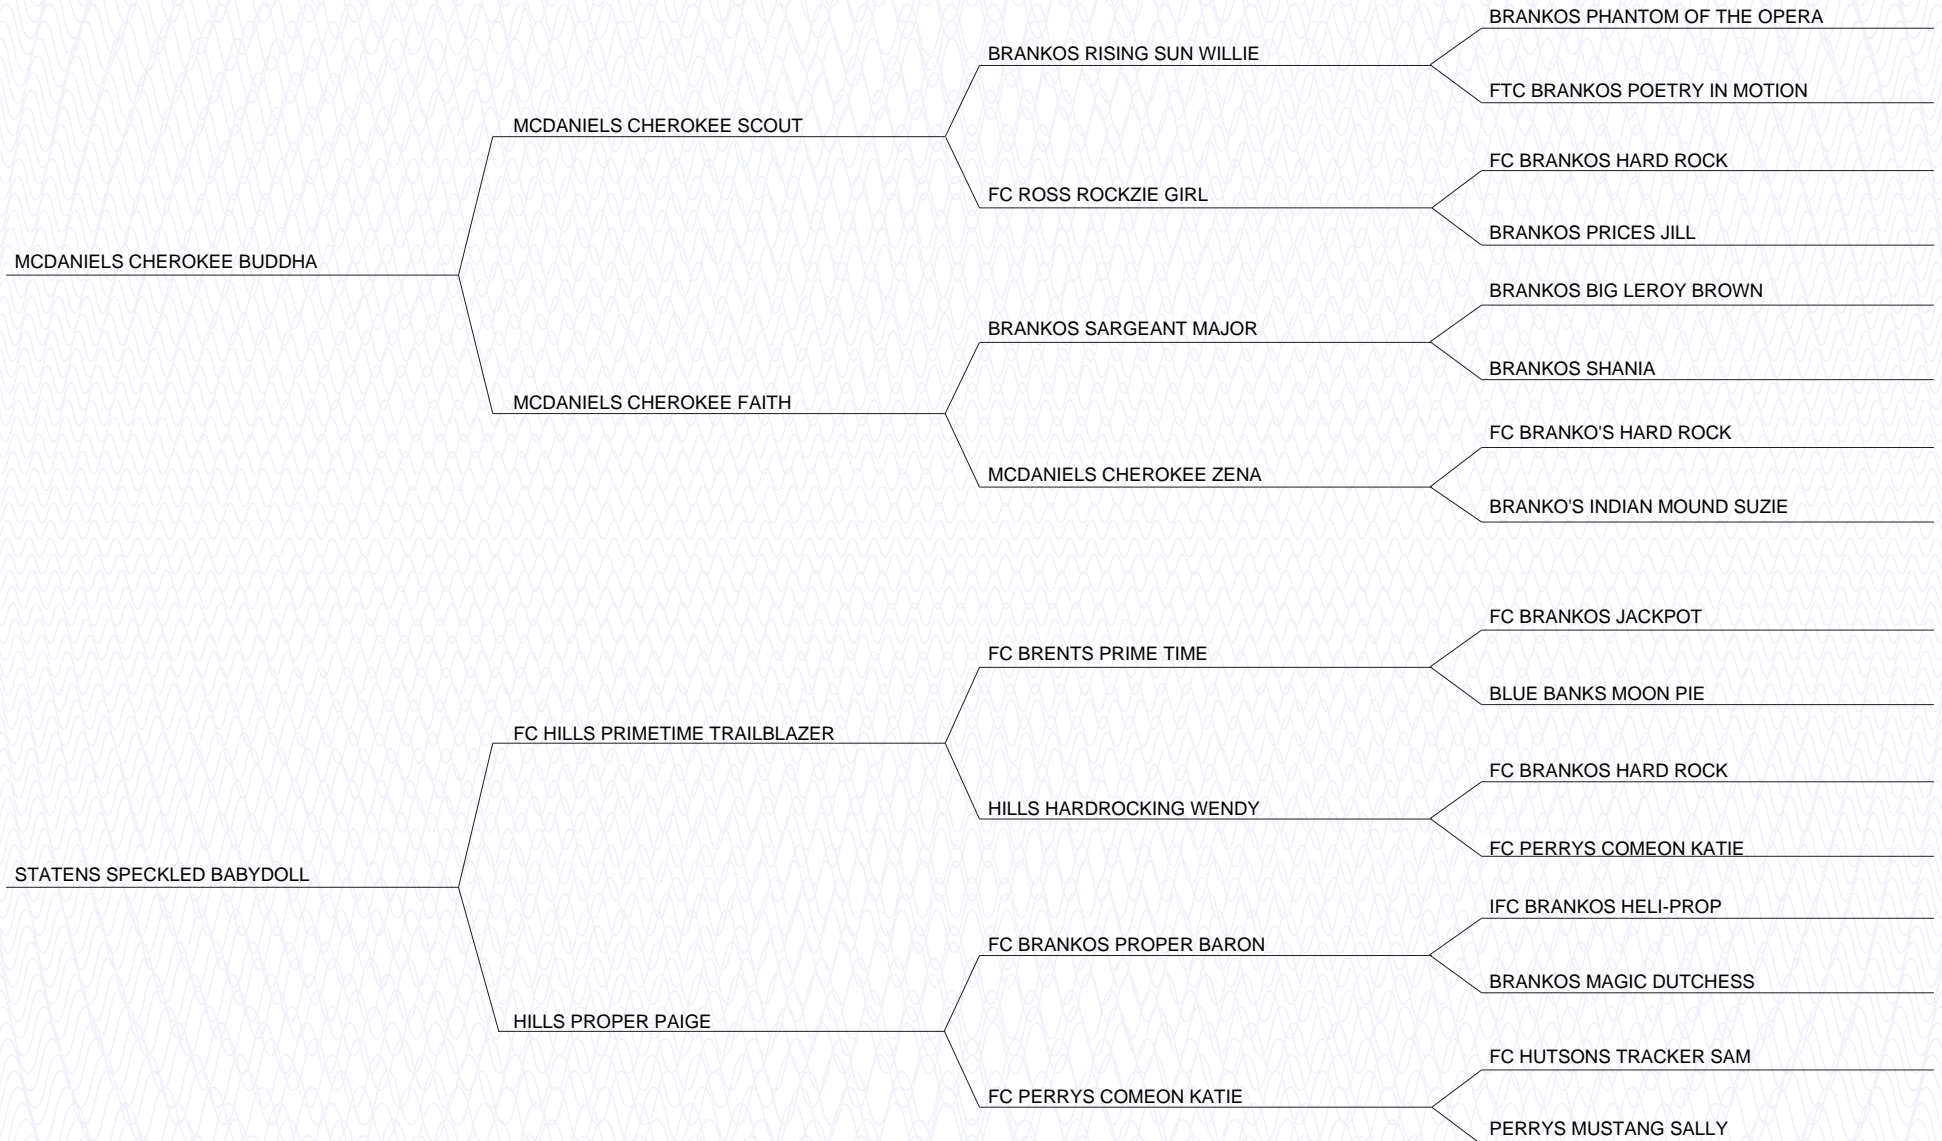 BRANKOS PHANTOM OF THE OPERA
BRANKOS RISING SUN WILLIE
FTC BRANKOS POETRY IN MOTION
MCDANIELS CHEROKEE SCOUT
FC BRANKOS HARD ROCK
FC ROSS ROCKZIE GIRL
BRANKOS PRICES JILL
MCDANIELS CHEROKEE BUDDHA
BRANKOS BIG LEROY BROWN
BRANKOS SARGEANT MAJOR
BRANKOS SHANIA
MCDANIELS CHEROKEE FAITH
FC BRANKO'S HARD ROCK
MCDANIELS CHEROKEE ZENA
BRANKO'S INDIAN MOUND SUZIE
FC BRANKOS JACKPOT
FC BRENTS PRIME TIME
BLUE BANKS MOON PIE
FC HILLS PRIMETIME TRAILBLAZER
FC BRANKOS HARD ROCK
HILLS HARDROCKING WENDY
FC PERRYS COMEON KATIE
STATENS SPECKLED BABYDOLL
IFC BRANKOS HELI-PROP
FC BRANKOS PROPER BARON
BRANKOS MAGIC DUTCHESS
HILLS PROPER PAIGE
FC HUTSONS TRACKER SAM
FC PERRYS COMEON KATIE
PERRYS MUSTANG SALLY